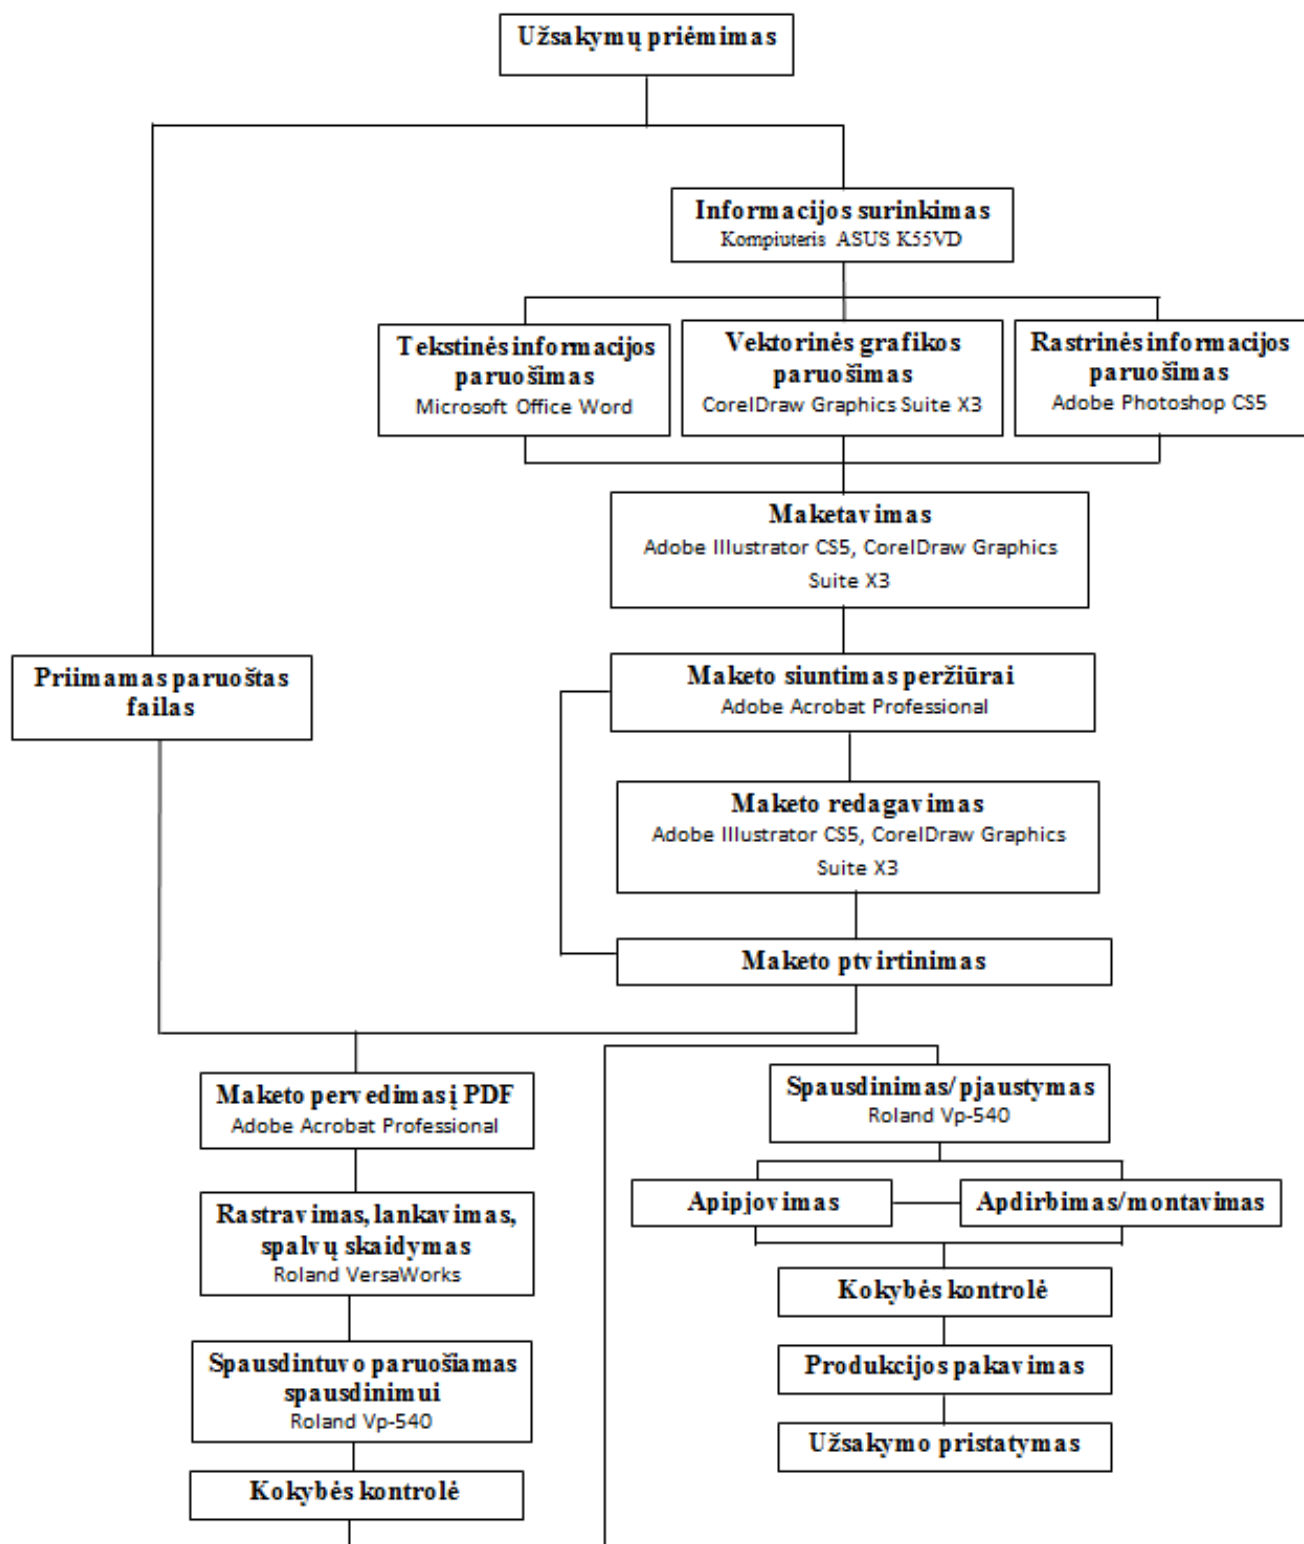 Užsakymų priėmimas
Informacijos surinkimas
Kompiuteris ASUS K55VD
Tekstinės informacijos
paruošimas
Microsoft Office Word
Vektorinės grafikos
paruošimas
CorelDraw Graphics Suite X3
Rastrinės informacijos
paruošimas
Adobe Photoshop CS5
Maketavimas
Adobe Illustrator CS5, CorelDraw Graphics
Suite X3
Priimamas paruoštas
failas
Maketo siuntimas peržiūrai
Adobe Acrobat Professional
Maketo redagavimas
Adobe Illustrator CS5, CorelDraw Graphics
Suite X3
Maketo ptvirtinimas
Maketo pervedimas į PDF
Adobe Acrobat Professional
Rastravimas, lankavimas,
spalvų skaidymas
Roland VersaWorks
Spausdintuvo paruošiamas
spausdinimui
Roland Vp-540
Kokybės kontrolė
Spausdinimas/pjaustymas
Roland Vp-540
Apipjovimas
Apdirbimas/montavimas
Kokybės kontrolė
Produkcijos pakavimas
Užsakymo pristatymas